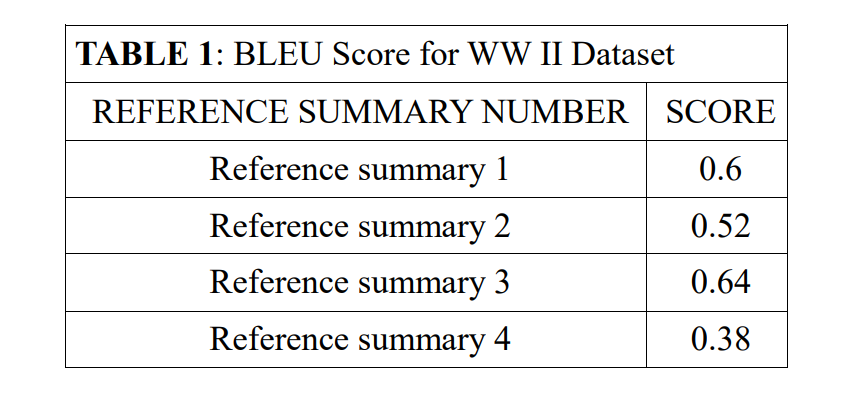 TABLE 1: BLEU Score for WW II Dataset
REFERENCE SUMMARY NUMBER SCORE
Reference summary 1 0.6
Reference summary 2 0.52
Reference summary 3 0.64
Reference summary 4 0.38